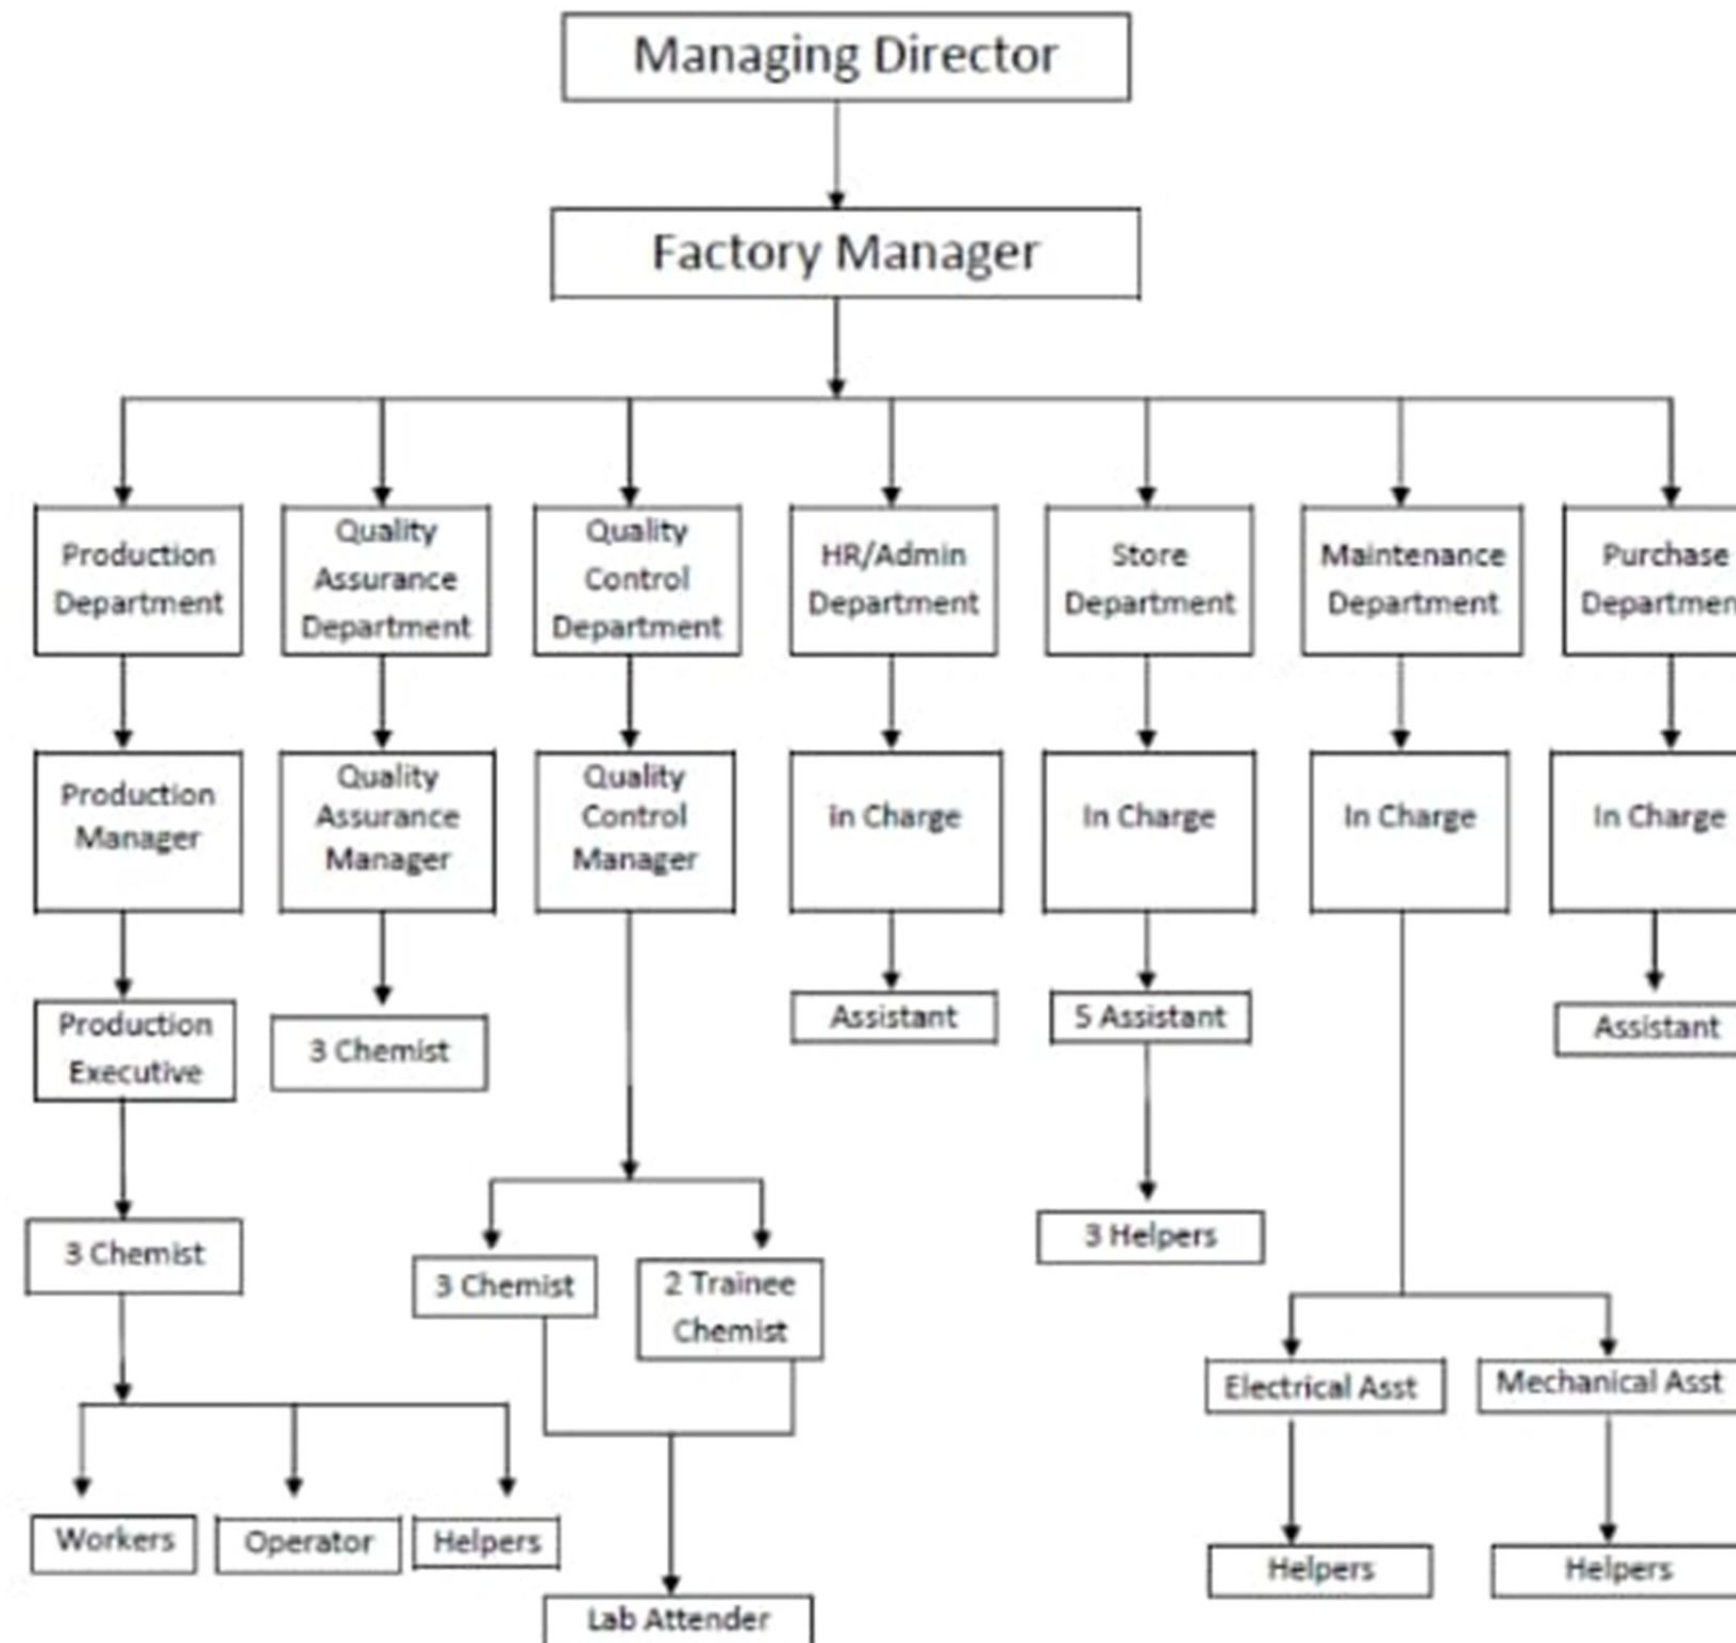 Managing Director
Factory Manager
Production
Department
Quality
Assurance
Department
Quality
Control
Department
HR/Admin
Department
Store
Department
Maintenance
Department
Purchase
Departmen
Production
Manager
Quality
Assurance
Manager
Quality
Control
Manager
in Charge
In Charge
In Charge
In Charge
Production
Executive
3 Chemist
Assistant
5 Assistant
Assistant
3 Chemist
3 Chemist
2 Trainee
Chemist
3 Helpers
Electrical Asst
Mechanical Asst
Workers
Operator
Helpers
Lab Attender
Helpers
Helpers